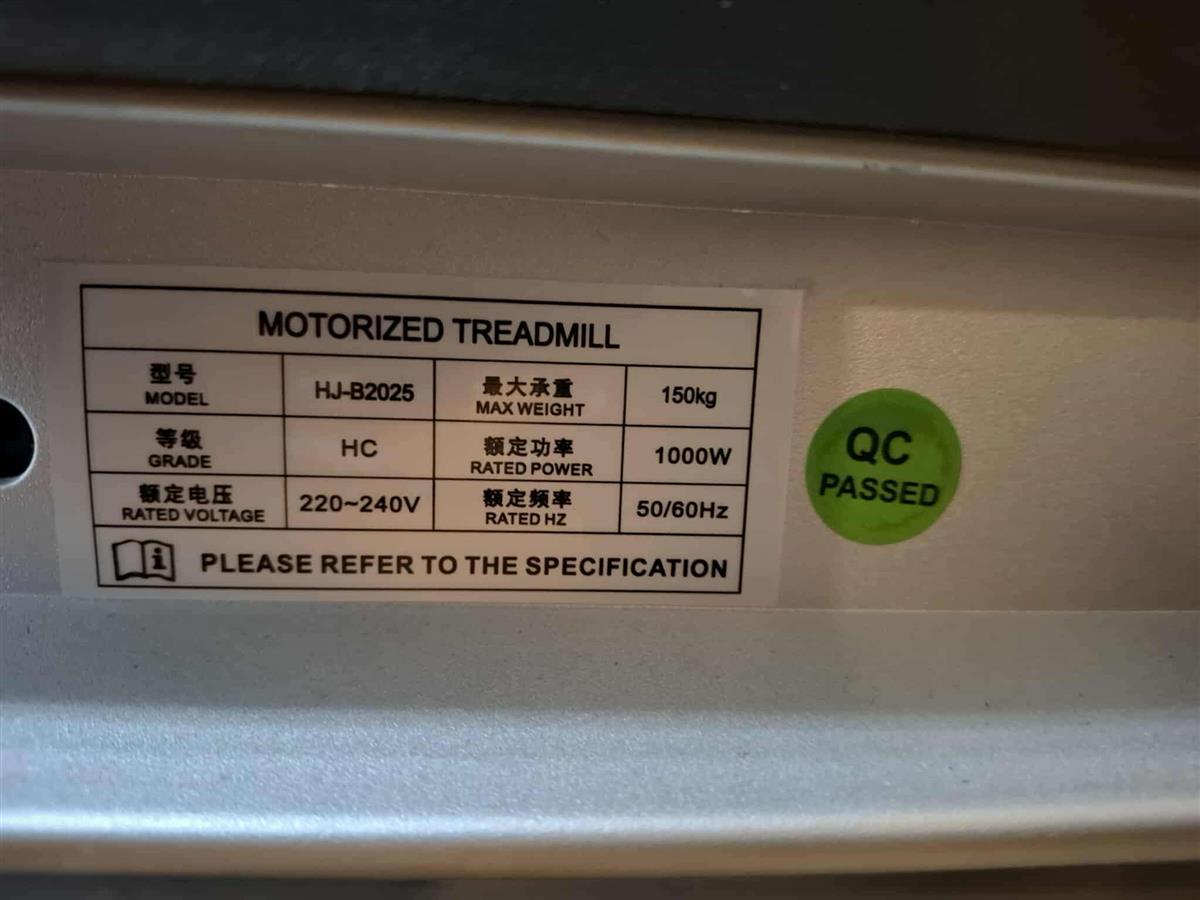 MOTORIZED TREADMILL
型号
MODEL
HJ-B2025
最大承重
MAX WEIGHT
150kg
等级
GRADE
HC
额定功率
RATED POWER
1000W
额定电压
RATED VOLTAGE
220~240V
额定频率
RATED HZ
50/60Hz
PLEASE REFER TO THE SPECIFICATION
QC
PASSED